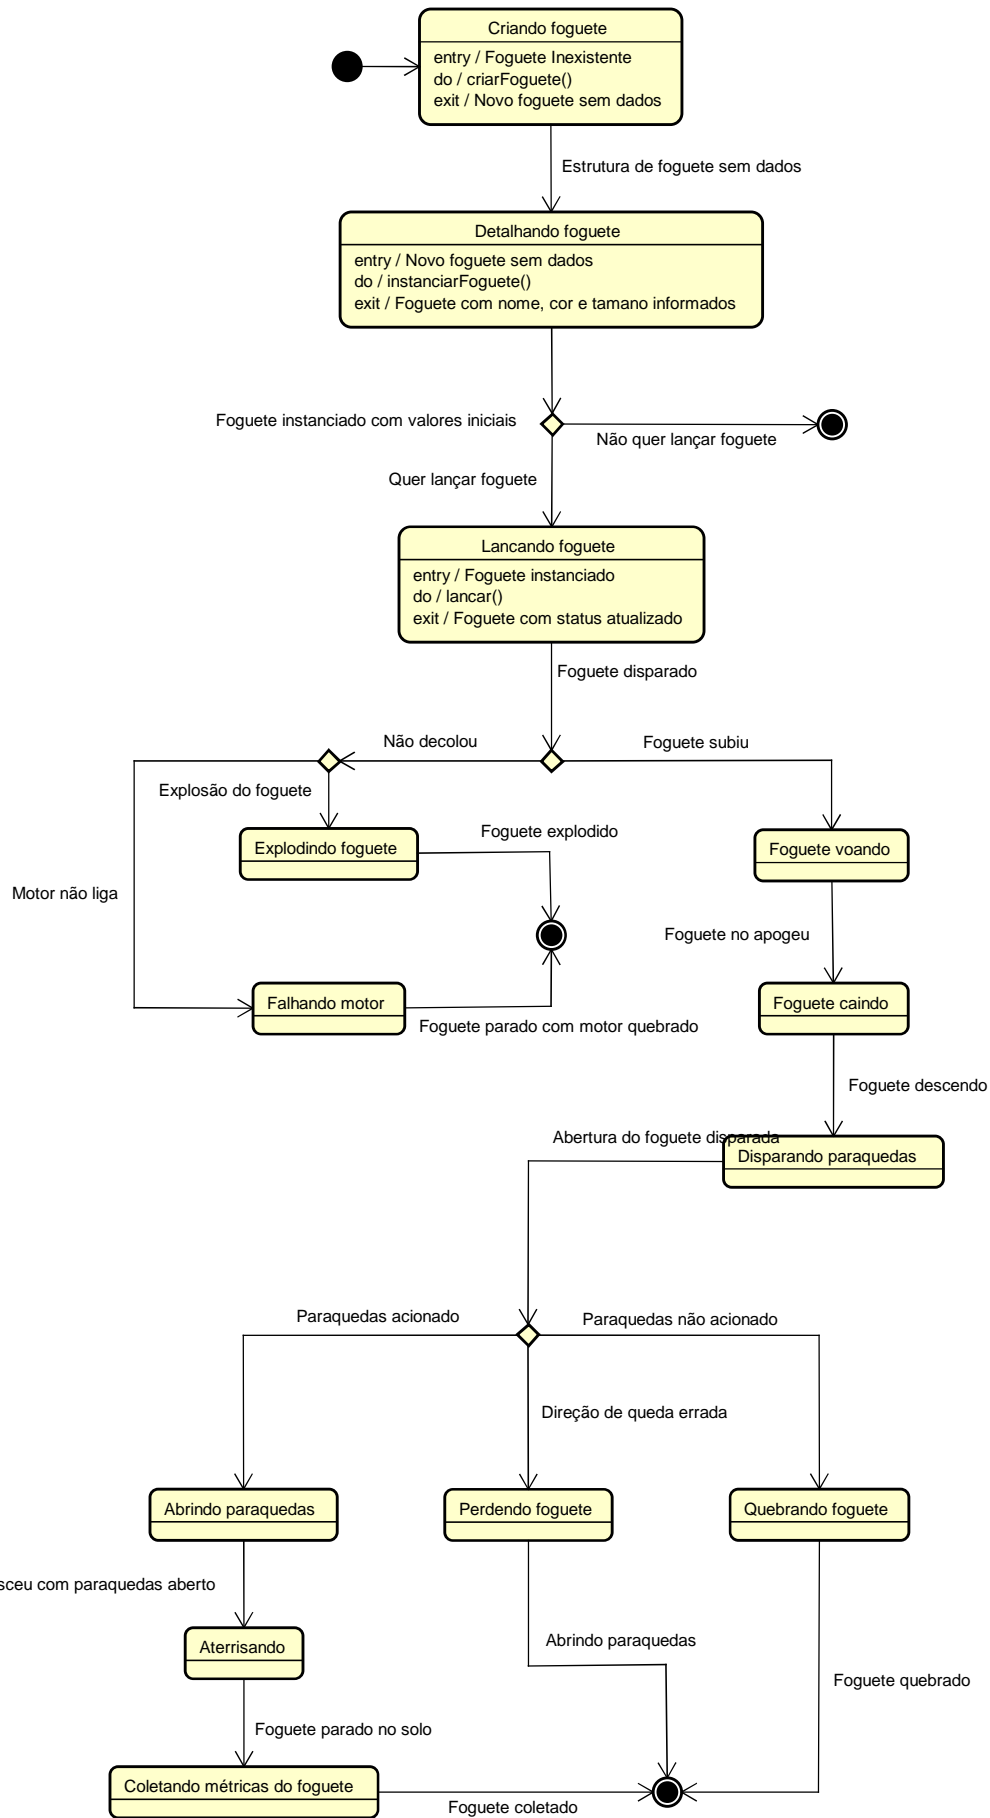 Criando foguete
entry / Foguete Inexistente
do / criarFoguete()
exit / Novo foguete sem dados
Estrutura de foguete sem dados
Detalhando foguete
entry / Novo foguete sem dados
do / instanciarFoguete()
exit / Foguete com nome, cor e tamano informados
Foguete instanciado com valores iniciais
Não quer lançar foguete
Quer lançar foguete
Lancando foguete
entry / Foguete instanciado
do / lancar()
exit / Foguete com status atualizado
Foguete disparado
Não decolou
Foguete subiu
Explosão do foguete
Foguete explodido
Explodindo foguete
Foguete voando
Motor não liga
Foguete no apogeu
Falhando motor
Foguete caindo
Foguete parado com motor quebrado
Foguete descendo
Abertura do foguete disparada
Disparando paraquedas
Paraquedas acionado
Paraquedas não acionado
Direção de queda errada
Abrindo paraquedas
Perdendo foguete
Quebrando foguete
com paraquedas aberto
Aterrisando
Abrindo paraquedas
Foguete quebrado
Foguete parado no solo
Coletando métricas do foguete
Foguete coletado